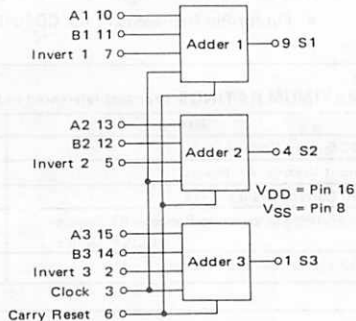 A1 10
B1 11
Invert 1 7
Adder 1
9 S1
A2 13
B2 12
Invert 2 5
Adder 2
4 S2
VDD = Pin 16
VSS = Pin 8
A3 15
B3 14
Invert 3 2
Adder 3
1 S3
Clock 3
Carry Reset 6